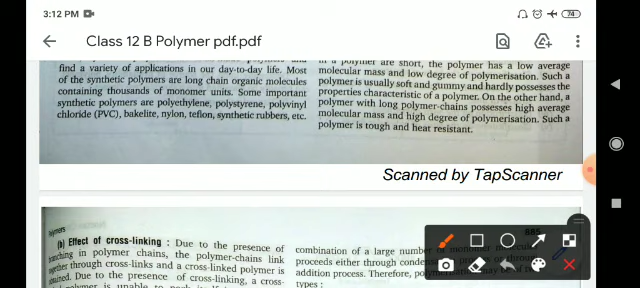 3:12 PM
74
Class 12 B Polymer pdf.pdf
find a variety of applications in our day-to-day life. Most
of the synthetic polymers are long chain organic molecules
containing thousands of monomer units. Some important
synthetic polymers are polyethylene, polystyrene, polyvinyl
chloride (PVC), bakelite, nylon, teflon, synthetic rubbers, etc.
are short, the polymer has a low average
molecular mass and low degree of polymerisation. Such a
polymer is usually soft and gummy and hardly possesses the
properties characteristic of a polymer. On the other hand, a
polymer with long polymer-chains possesses high average
molecular mass and high degree of polymerisation. Such a
polymer is tough and heat resistant.
Scanned by TapScanner
(b) Effect of cross-linking : Due to the presence of
in polymer chains, the polymer-chains link
through cross-links and a cross-linked polymer is
Due to the presence of cross-linking, a cross-
combination of a large number
proceeds either through
addition process. Therefore,
types :